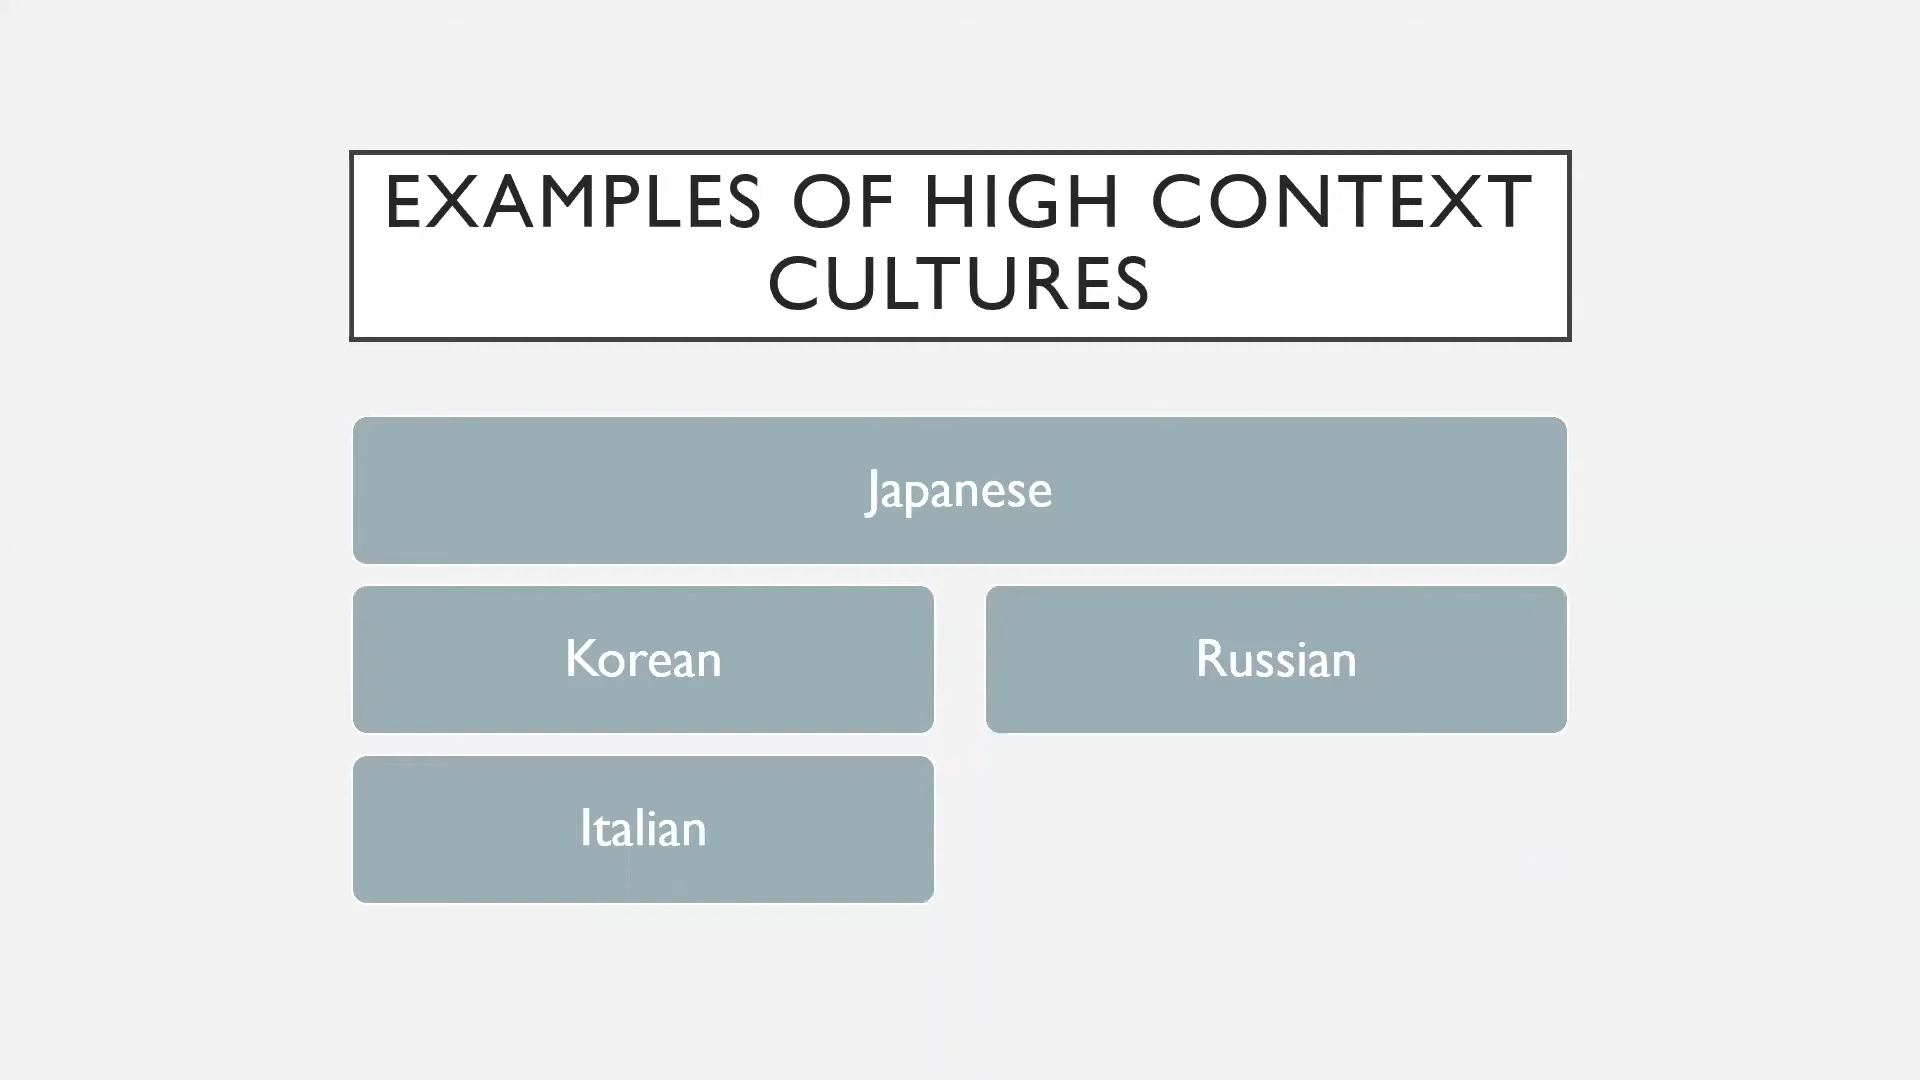 EXAMPLES OF HIGH CONTEXT
CULTURES
Japanese
Korean
Russian
Italian